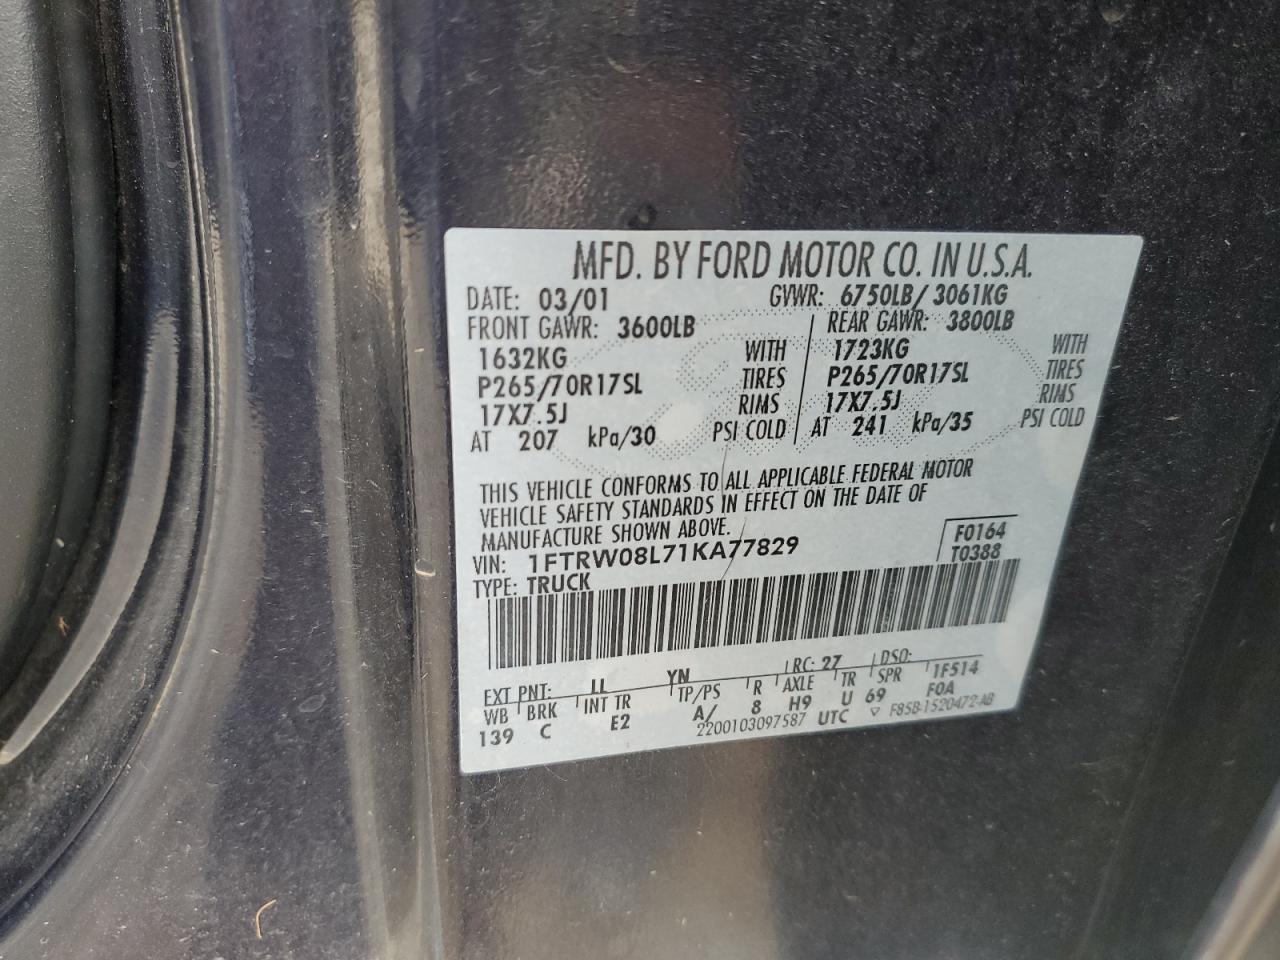 MFD. BY FORD MOTOR CO. IN U.S.A.
DATE: 03/01 GVWR: 6750LB/ 3061KG
FRONT GAWR: 3600LB REAR GAWR: 3800LB
1632KG WITH 1723KG WITH
P265/70R17SL TIRES P265/70R17SL TIRES
17X7.5J RIMS 17X7.5J RIMS
AT 207 kPa/30 PSI COLD AT 241 kPa/35 PSI COLD
THIS VEHICLE CONFORMS TO ALL APPLICABLE FEDERAL MOTOR
VEHICLE SAFETY STANDARDS IN EFFECT ON THE DATE OF
MANUFACTURE SHOWN ABOVE.
F0164
VIN: 1FTRW08L71KA77829
T0388
TYPE: TRUCK
EXT PNT: LL YN RC: 27 DSO:
WB BRK INT TR TP/PS R AXLE TR SPR 1F514
139 C E2 A/ 8 H9 U 69 F0A
2200103097587 UTC ▽ F85B-1520472-AB